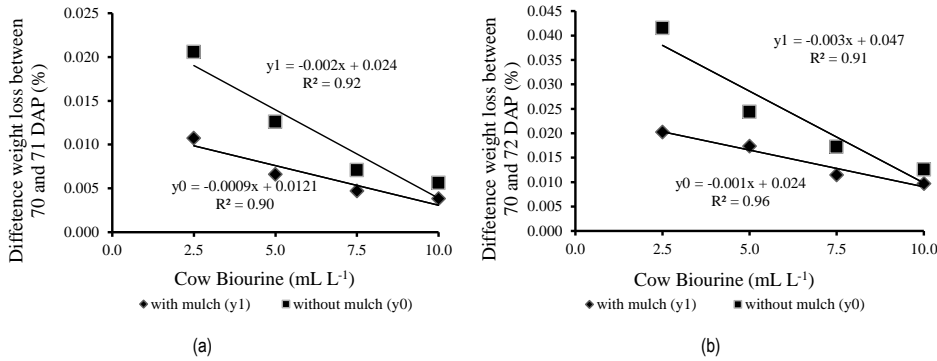 Diffetence weight loss between
70 and 71 DAP (%)
0.025
0.020
0.015
0.010
0.005
0.000
y1 = -0.002x + 0.024
R² = 0.92
y0 = -0.0009x + 0.0121
R² = 0.90
0.0 2.5 5.0 7.5 10.0
Cow Biourine (mL L⁻¹)
with mulch (y1) without mulch (y0)
(a)
Diffetence weight loss between
70 and 72 DAP (%)
0.045
0.040
0.035
0.030
0.025
0.020
0.015
0.010
0.005
0.000
y1 = -0.003x + 0.047
R² = 0.91
y0 = -0.001x + 0.024
R² = 0.96
0.0 2.5 5.0 7.5 10.0
Cow Biourine (mL L⁻¹)
with mulch (y1) without mulch (y0)
(b)